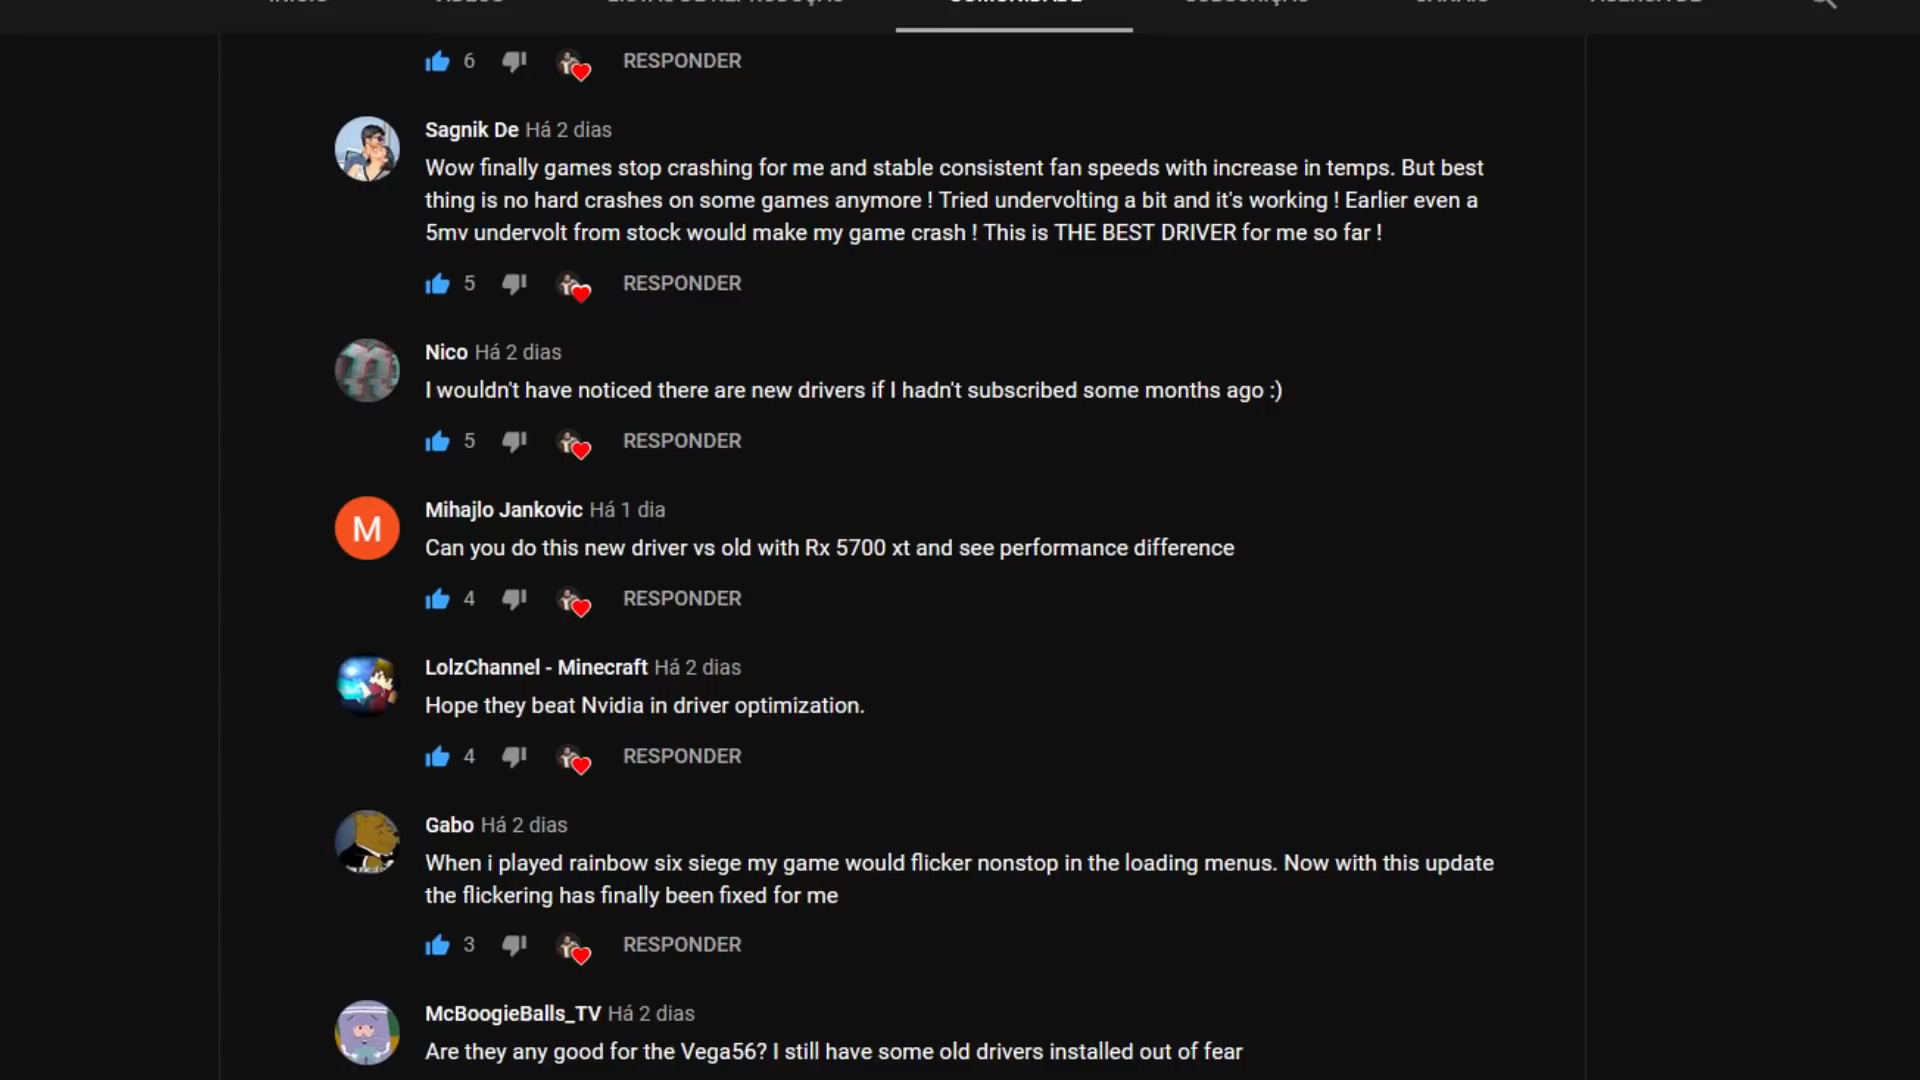 6 RESPONDER
Sagnik De Há 2 dias
Wow finally games stop crashing for me and stable consistent fan speeds with increase in temps. But best
thing is no hard crashes on some games anymore ! Tried undervolting a bit and it's working ! Earlier even a
5mv undervolt from stock would make my game crash ! This is THE BEST DRIVER for me so far !
5 RESPONDER
Nico Há 2 dias
I wouldn't have noticed there are new drivers if I hadn't subscribed some months ago :)
5 RESPONDER
M
Mihajlo Jankovic Há 1 dia
Can you do this new driver vs old with Rx 5700 xt and see performance difference
4 RESPONDER
LolzChannel - Minecraft Há 2 dias
Hope they beat Nvidia in driver optimization.
4 RESPONDER
Gabo Há 2 dias
When i played rainbow six siege my game would flicker nonstop in the loading menus. Now with this update
the flickering has finally been fixed for me
3 RESPONDER
McBoogieBalls_TV Há 2 dias
Are they any good for the Vega56? I still have some old drivers installed out of fear